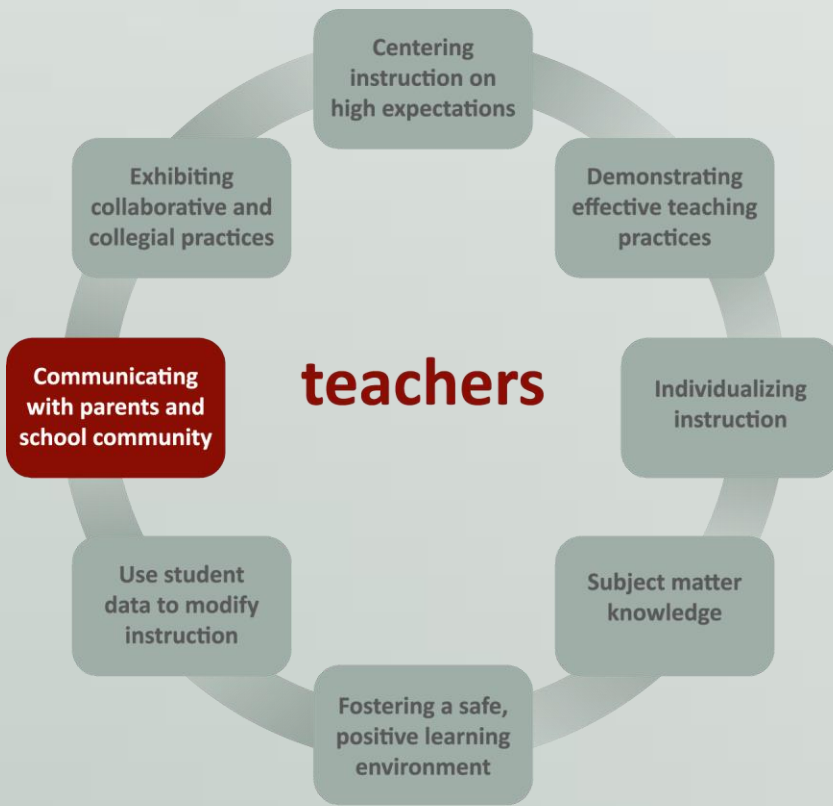 Centering
instruction on
high expectations
Demonstrating
effective teaching
practices
Individualizing
instruction
Subject matter
knowledge
Fostering a safe,
positive learning
environment
Use student
data to modify
instruction
Communicating
with parents and
school community
Exhibiting
collaborative and
collegial practices
teachers